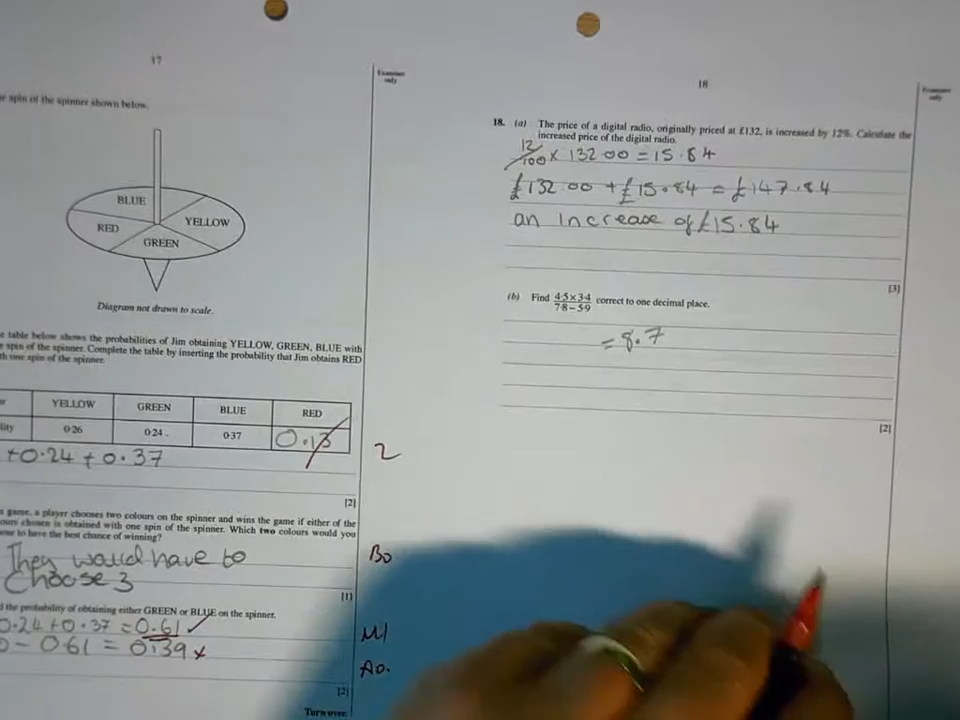 17
Examiner only
spin of the spinner shown below.
BLUE
YELLOW
RED
GREEN
Diagram not drawn to scale.
table below shows the probabilities of Jim obtaining YELLOW, GREEN, BLUE with
spin of the spinner. Complete the table by inserting the probability that Jim obtains RED
one spin of the spinner.
YELLOW GREEN BLUE RED
0·26 0·24 0·37 0.13
+0.24 + 0.37
2
[2]
game, a player chooses two colours on the spinner and wins the game if either of the
chosen is obtained with one spin of the spinner. Which two colours would you
to have the best chance of winning?
They would have to
choose 3
B0
[1]
the probability of obtaining either GREEN or BLUE on the spinner.
0.24 + 0.37 = 0.61 ✓
M1
- 0.61 = 0.39 x
A0.
[2]
Turn over.
18
Examiner only
18. (a) The price of a digital radio, originally priced at £132, is increased by 12%. Calculate the
increased price of the digital radio.
12/100 x 132.00 = 15.84
£132.00 + £15.84 = £147.84
an increase of £15.84
[3]
(b) Find 4·5 × 3·4 / 7·8 – 5·9 correct to one decimal place.
= 8.7
[2]